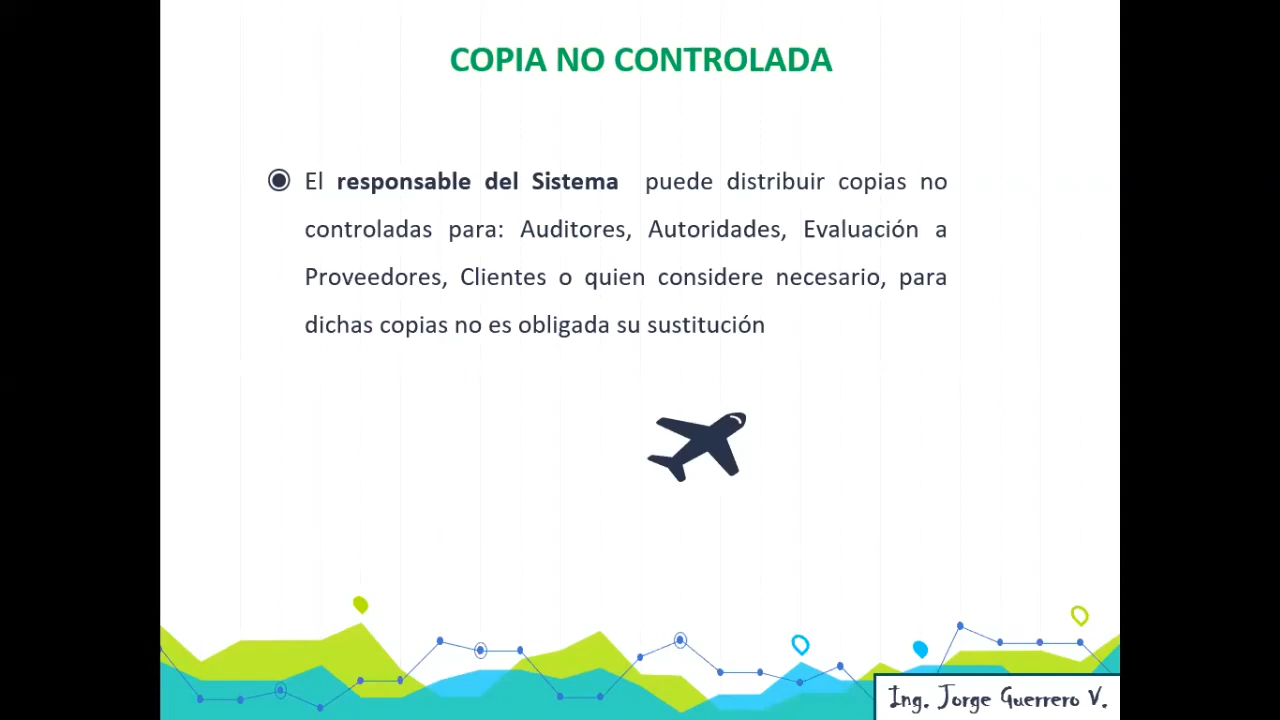 COPIA NO CONTROLADA
El responsable del Sistema puede distribuir copias no
controladas para: Auditores, Autoridades, Evaluación a
Proveedores, Clientes o quien considere necesario, para
dichas copias no es obligada su sustitución
Ing. Jorge Guerrero V.